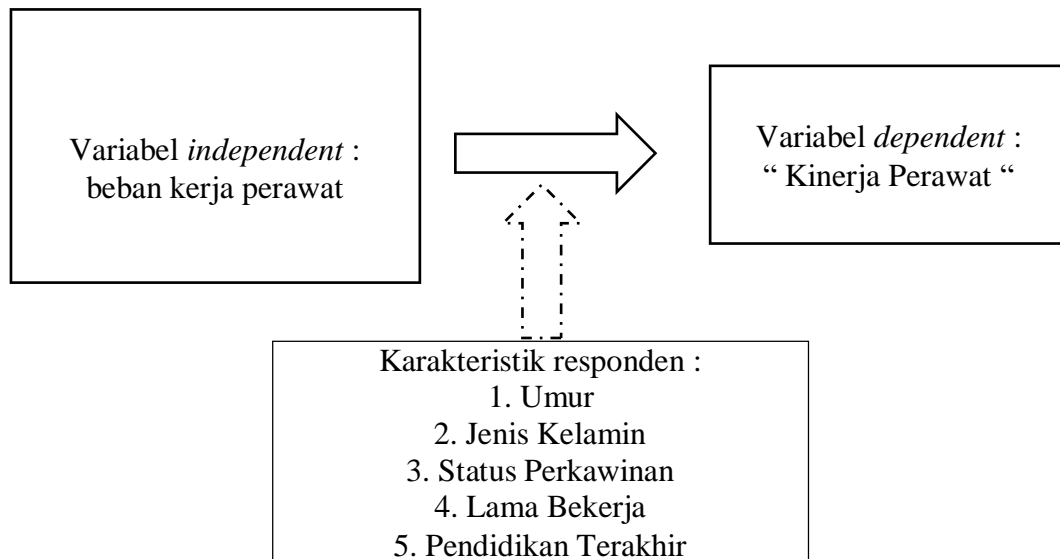 Variabel independent :
beban kerja perawat
Variabel dependent :
“ Kinerja Perawat “
Karakteristik responden :
1. Umur
2. Jenis Kelamin
3. Status Perkawinan
4. Lama Bekerja
5. Pendidikan Terakhir